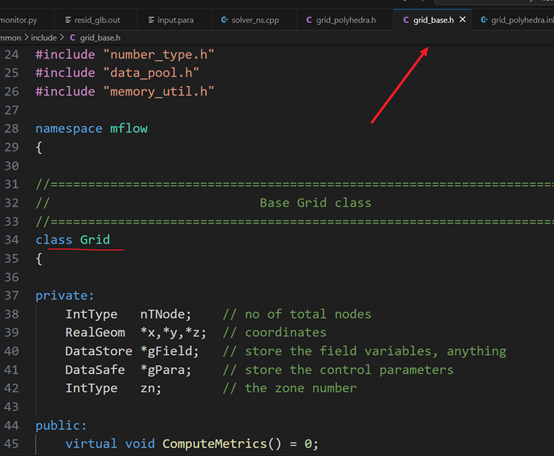 monitor.py resid_glb.out input.para solver_ns.cpp grid_polyhedra.h grid_base.h grid_polyhedra.inl
mmon > include > C grid_base.h
24 #include "number_type.h"
25 #include "data_pool.h"
26 #include "memory_util.h"
27
28 namespace mflow
29 {
30
31 //===================================================================
32 // Base Grid class
33 //===================================================================
34 class Grid
35 {
36
37 private:
38 IntType nTNode; // no of total nodes
39 RealGeom *x,*y,*z; // coordinates
40 DataStore *gField; // store the field variables, anything
41 DataSafe *gPara; // store the control parameters
42 IntType zn; // the zone number
43
44 public:
45 virtual void ComputeMetrics() = 0;